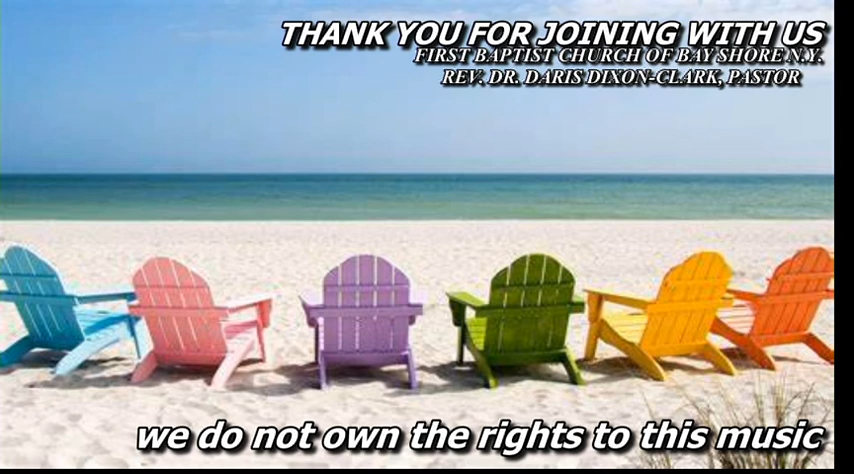 THANK YOU FOR JOINING WITH US
FIRST BAPTIST CHURCH OF BAY SHORE N.Y.
REV. DR. DARIS DIXON-CLARK, PASTOR
we do not own the rights to this music